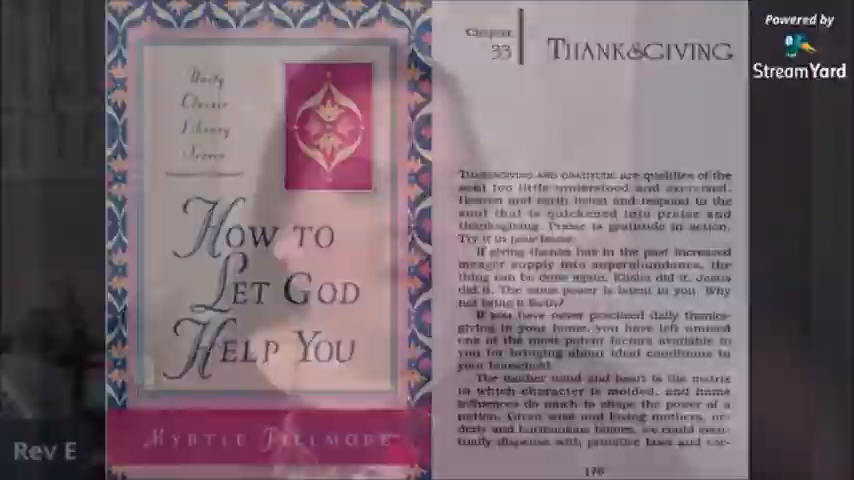 Unity
Classic
Library
Series
HOW TO
LET GOD
HELP YOU
MYRTLE FILLMORE
Rev E
Chapter
33
THANKSGIVING
THANKSGIVING AND GRATITUDE are qualities of the
soul too little understood and exercised.
Heaven and earth listen and respond to the
soul that is quickened into praise and
thanksgiving. Praise is gratitude in action.
Try it in your home.
If giving thanks has in the past increased
meager supply into superabundance, the
thing can be done again. Elisha did it. Jesus
did it. The same power is latent in you. Why
not bring it forth?
If you have never practiced daily thanks-
giving in your home, you have left unused
one of the most potent factors available to
you for bringing about ideal conditions in
your household.
The mother mind and heart is the matrix
in which character is molded, and home
influences do much to shape the power of a
nation. Given wise and loving mothers, or-
derly and harmonious homes, we could even-
tually dispense with punitive laws and cor-
178
Powered by
StreamYard